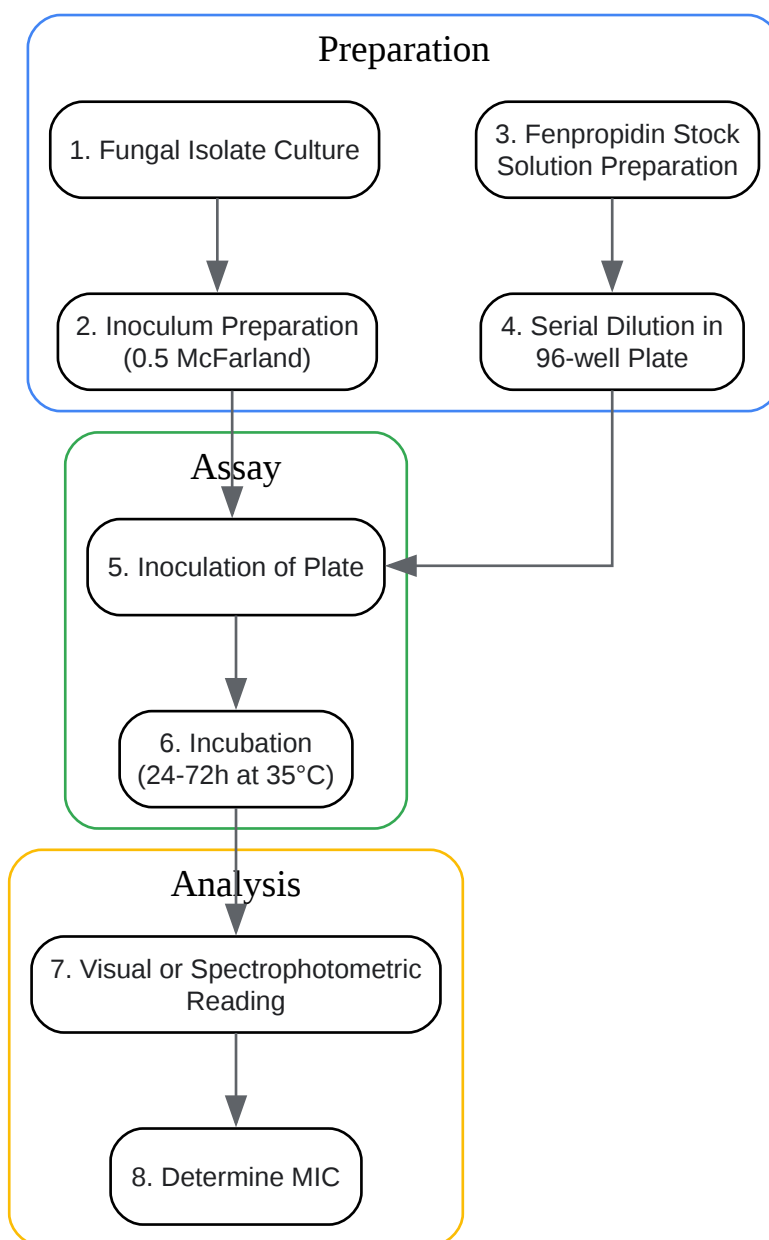 Preparation
1. Fungal Isolate Culture
3. Fenpropidin Stock
Solution Preparation
2. Inoculum Preparation
(0.5 McFarland)
4. Serial Dilution in
96-well Plate
Assay
5. Inoculation of Plate
6. Incubation
(24-72h at 35°C)
Analysis
7. Visual or Spectrophotometric
Reading
8. Determine MIC